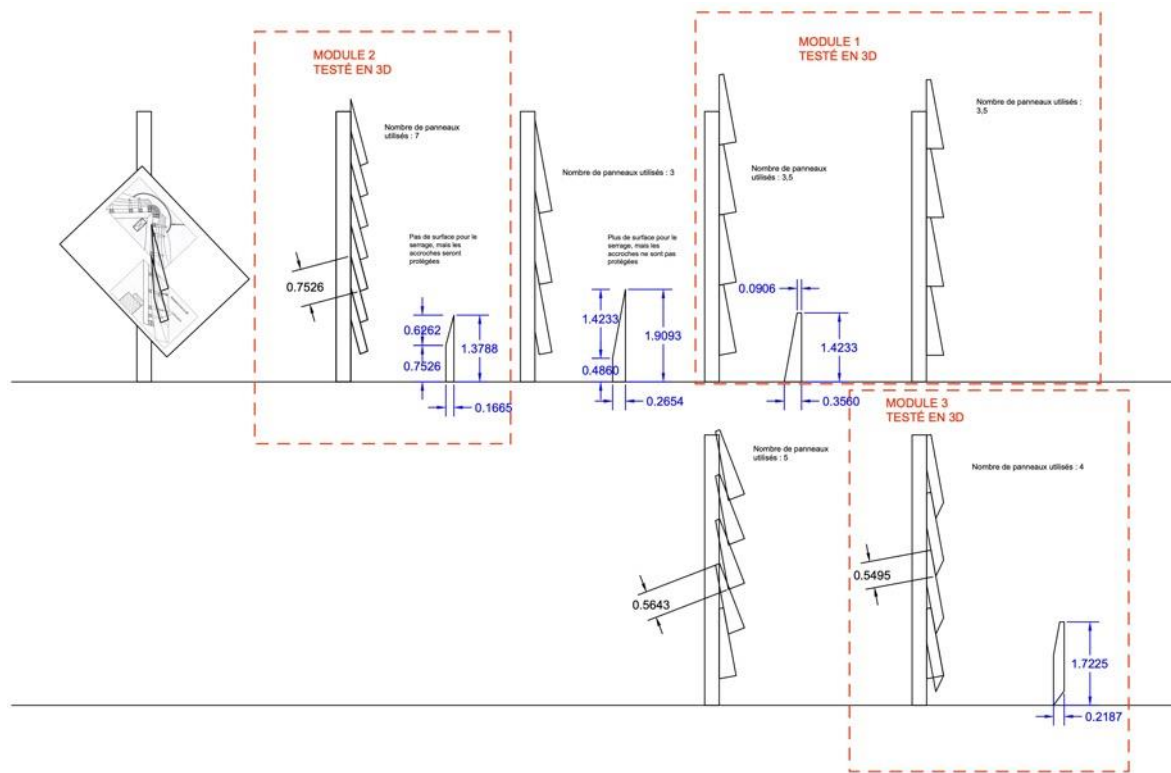 MODULE 2
TESTÉ EN 3D
MODULE 1
TESTÉ EN 3D
Nombre de panneaux
utilisés : 7
Nombre de panneaux utilisés : 3
Nombre de panneaux
utilisés : 3,5
Nombre de panneaux utilisés :
3,5
Pas de surface pour le
serrage, mais les
accroches seront
protégées
Plus de surface pour le
serrage, mais les
accroches ne sont pas
protégées
0.7526
0.6262
0.7526
1.3788
0.1665
1.4233
0.4860
1.9093
0.2654
0.0906
1.4233
0.3560
MODULE 3
TESTÉ EN 3D
Nombre de panneaux
utilisés : 5
Nombre de panneaux utilisés : 4
0.5643
0.5495
1.7225
0.2187